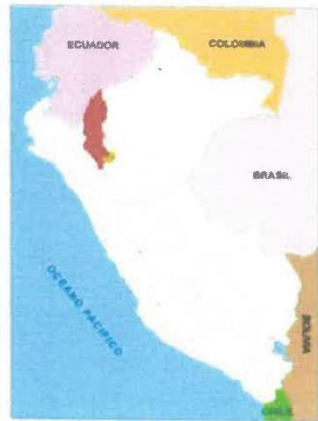 ECUADOR
COLOMBIA
BRASIL
OCEANO PACIFICO
BOLIVIA
CHILE